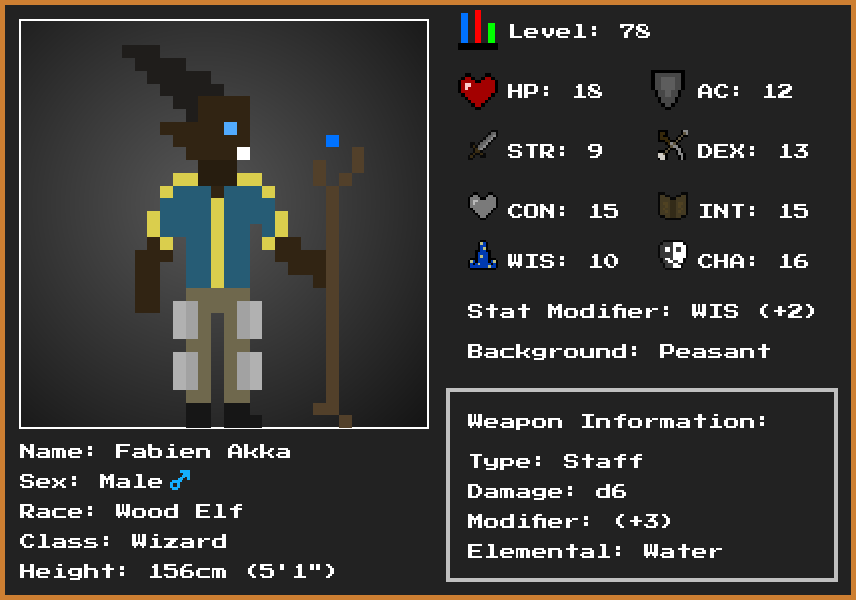 Level: 78
HP: 18
AC: 12
STR: 9
DEX: 13
CON: 15
INT: 15
WIS: 10
CHA: 16
Stat Modifier: WIS (+2)
Background: Peasant
Weapon Information:
Type: Staff
Damage: d6
Modifier: (+3)
Elemental: Water
Name: Fabien Akka
Sex: Male♂
Race: Wood Elf
Class: Wizard
Height: 156cm (5'1")